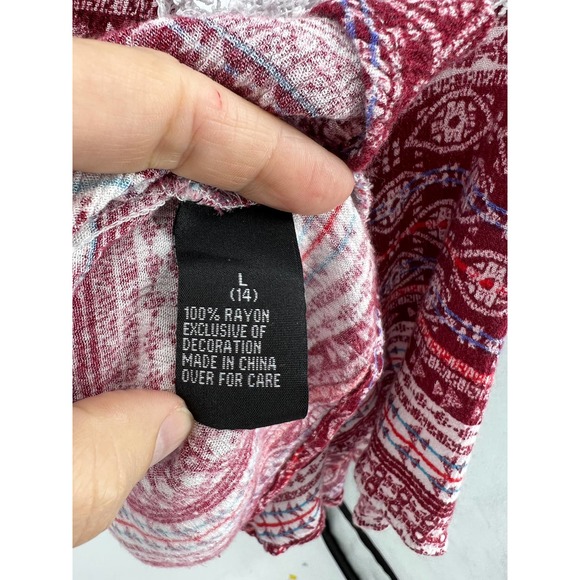 L
(14)
100% RAYON
EXCLUSIVE OF
DECORATION
MADE IN CHINA
OVER FOR CARE